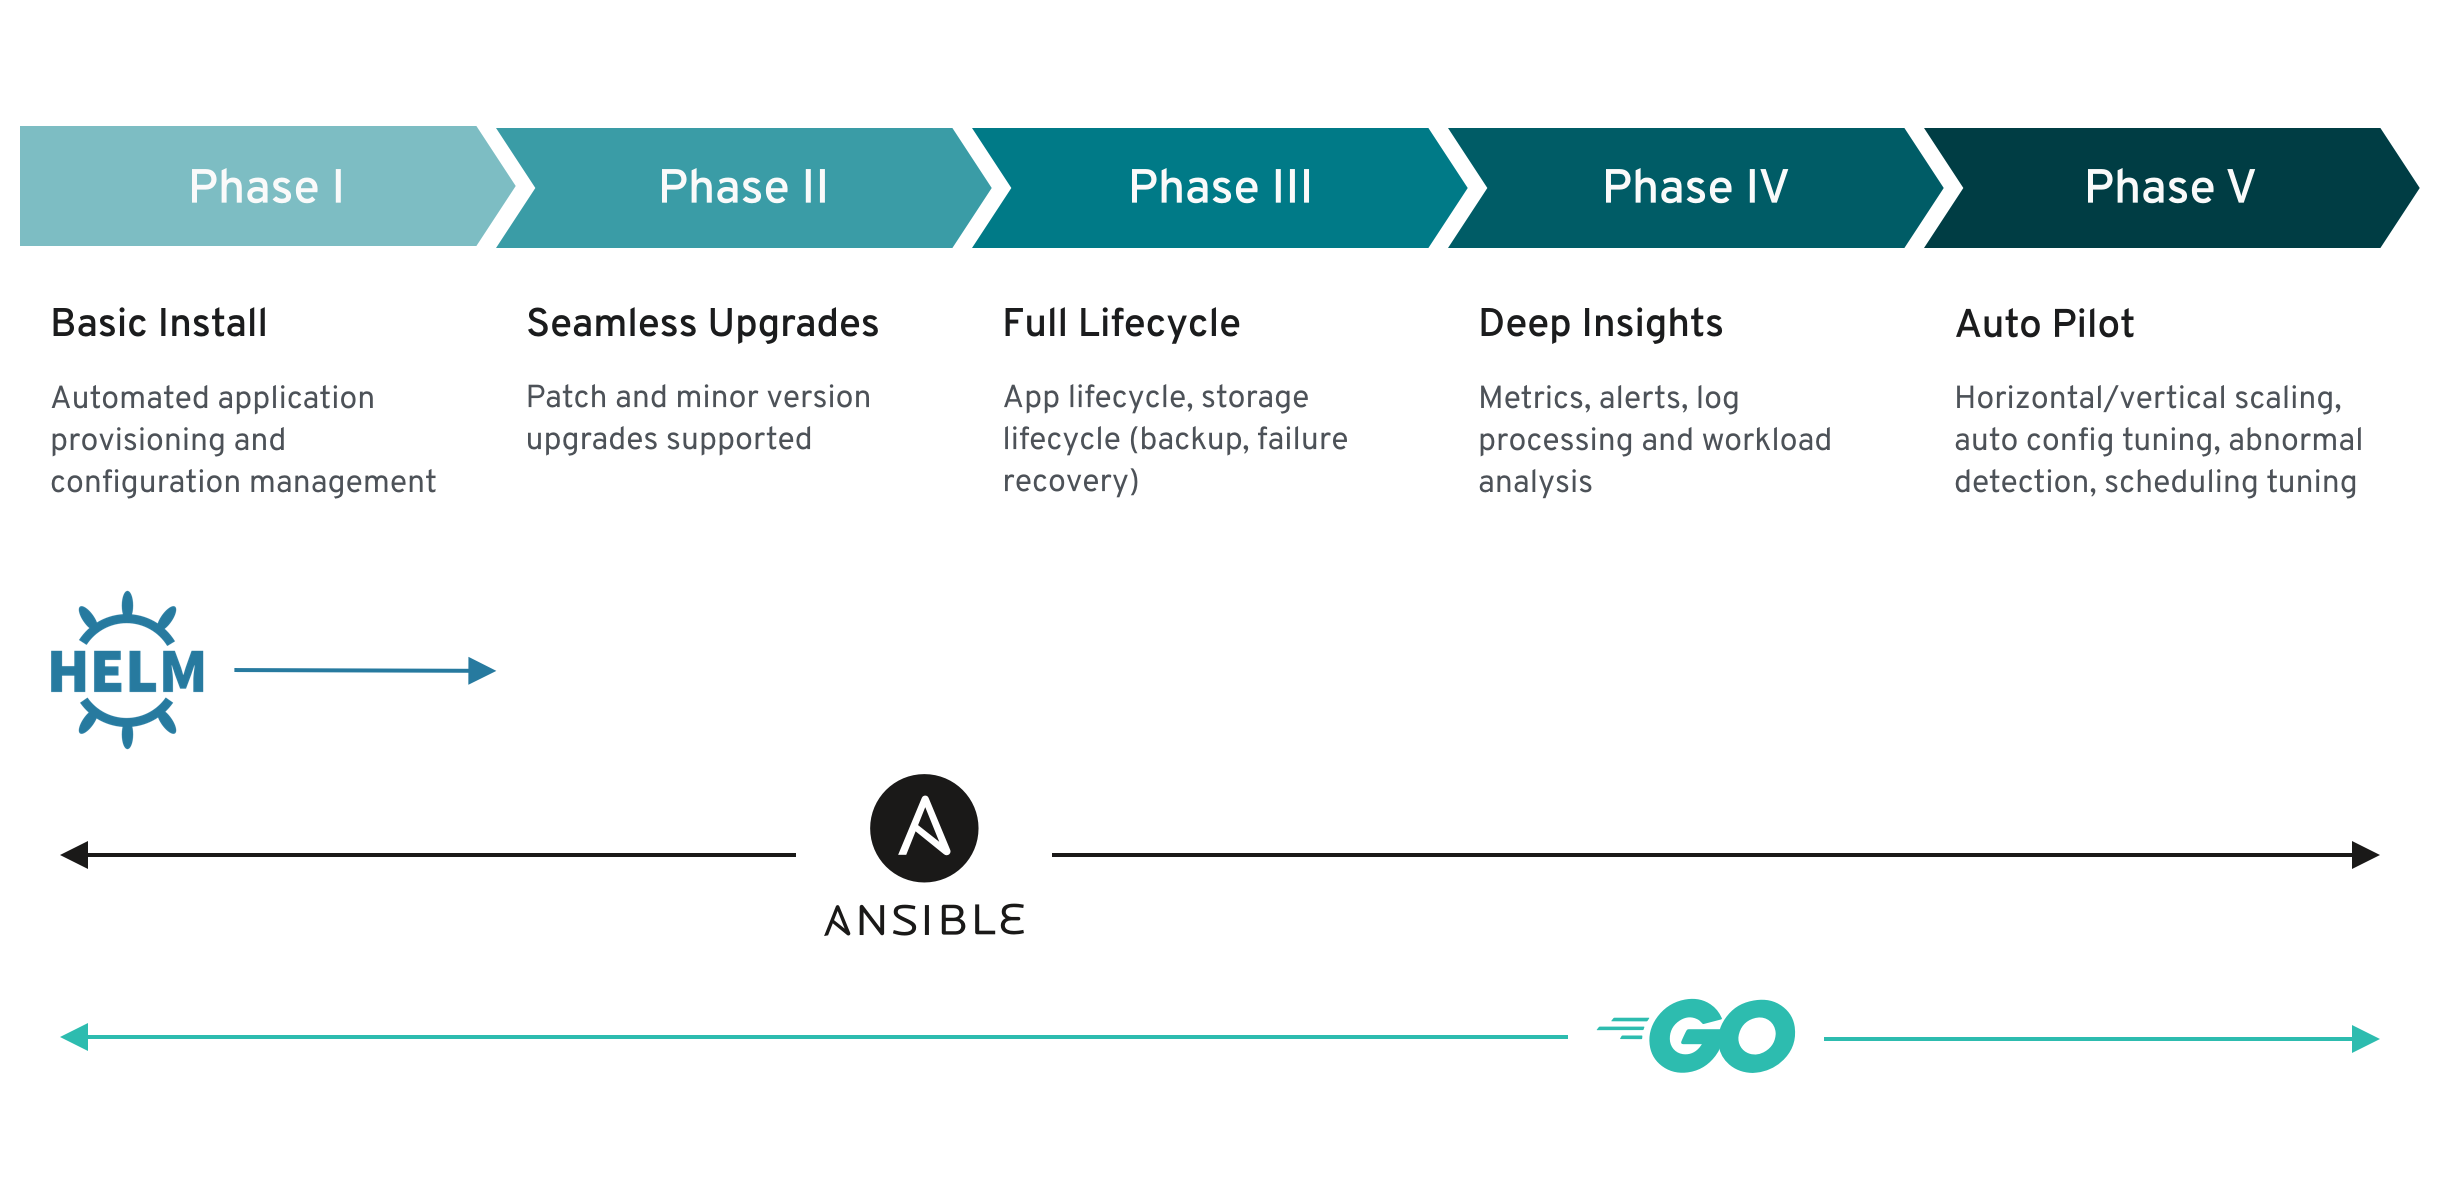 Phase I
Phase II
Phase III
Phase IV
Phase V
Basic Install
Automated application
provisioning and
configuration management
Seamless Upgrades
Patch and minor version
upgrades supported
Full Lifecycle
App lifecycle, storage
lifecycle (backup, failure
recovery)
Deep Insights
Metrics, alerts, log
processing and workload
analysis
Auto Pilot
Horizontal/vertical scaling,
auto config tuning, abnormal
detection, scheduling tuning
HELM
A
ANSIBLE
GO